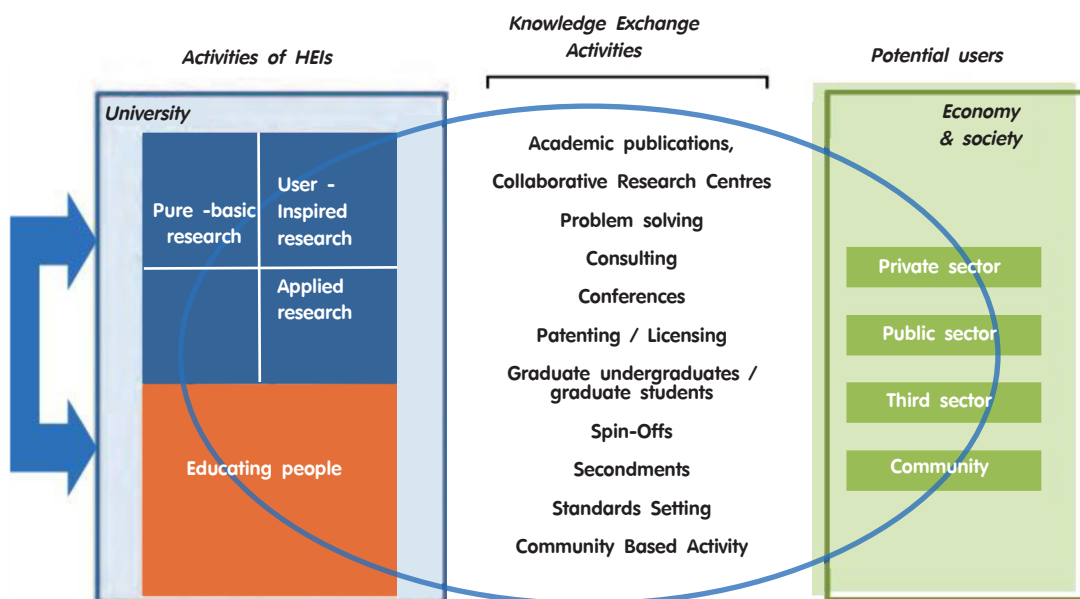 Activities of HEIs
Knowledge Exchange
Activities
Potential users
University
Pure -basic
research
User -
Inspired
research
Applied
research
Educating people
Academic publications,
Collaborative Research Centres
Problem solving
Consulting
Conferences
Patenting / Licensing
Graduate undergraduates /
graduate students
Spin-Offs
Secondments
Standards Setting
Community Based Activity
Economy
& society
Private sector
Public sector
Third sector
Community